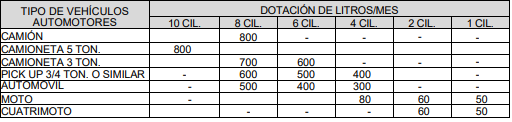 TIPO DE VEHÍCULOS AUTOMOTORES DOTACIÓN DE LITROS/MES
10 CIL. 8 CIL. 6 CIL. 4 CIL. 2 CIL. 1 CIL.
CAMIÓN 800 - - - -
CAMIONETA 5 TON. 800
CAMIONETA 3 TON. 700 600 - - -
PICK UP 3/4 TON. O SIMILAR - 600 500 400
AUTOMOVIL - 500 400 300 - -
MOTO - - - 80 60 50
CUATRIMOTO - - - - 60 50